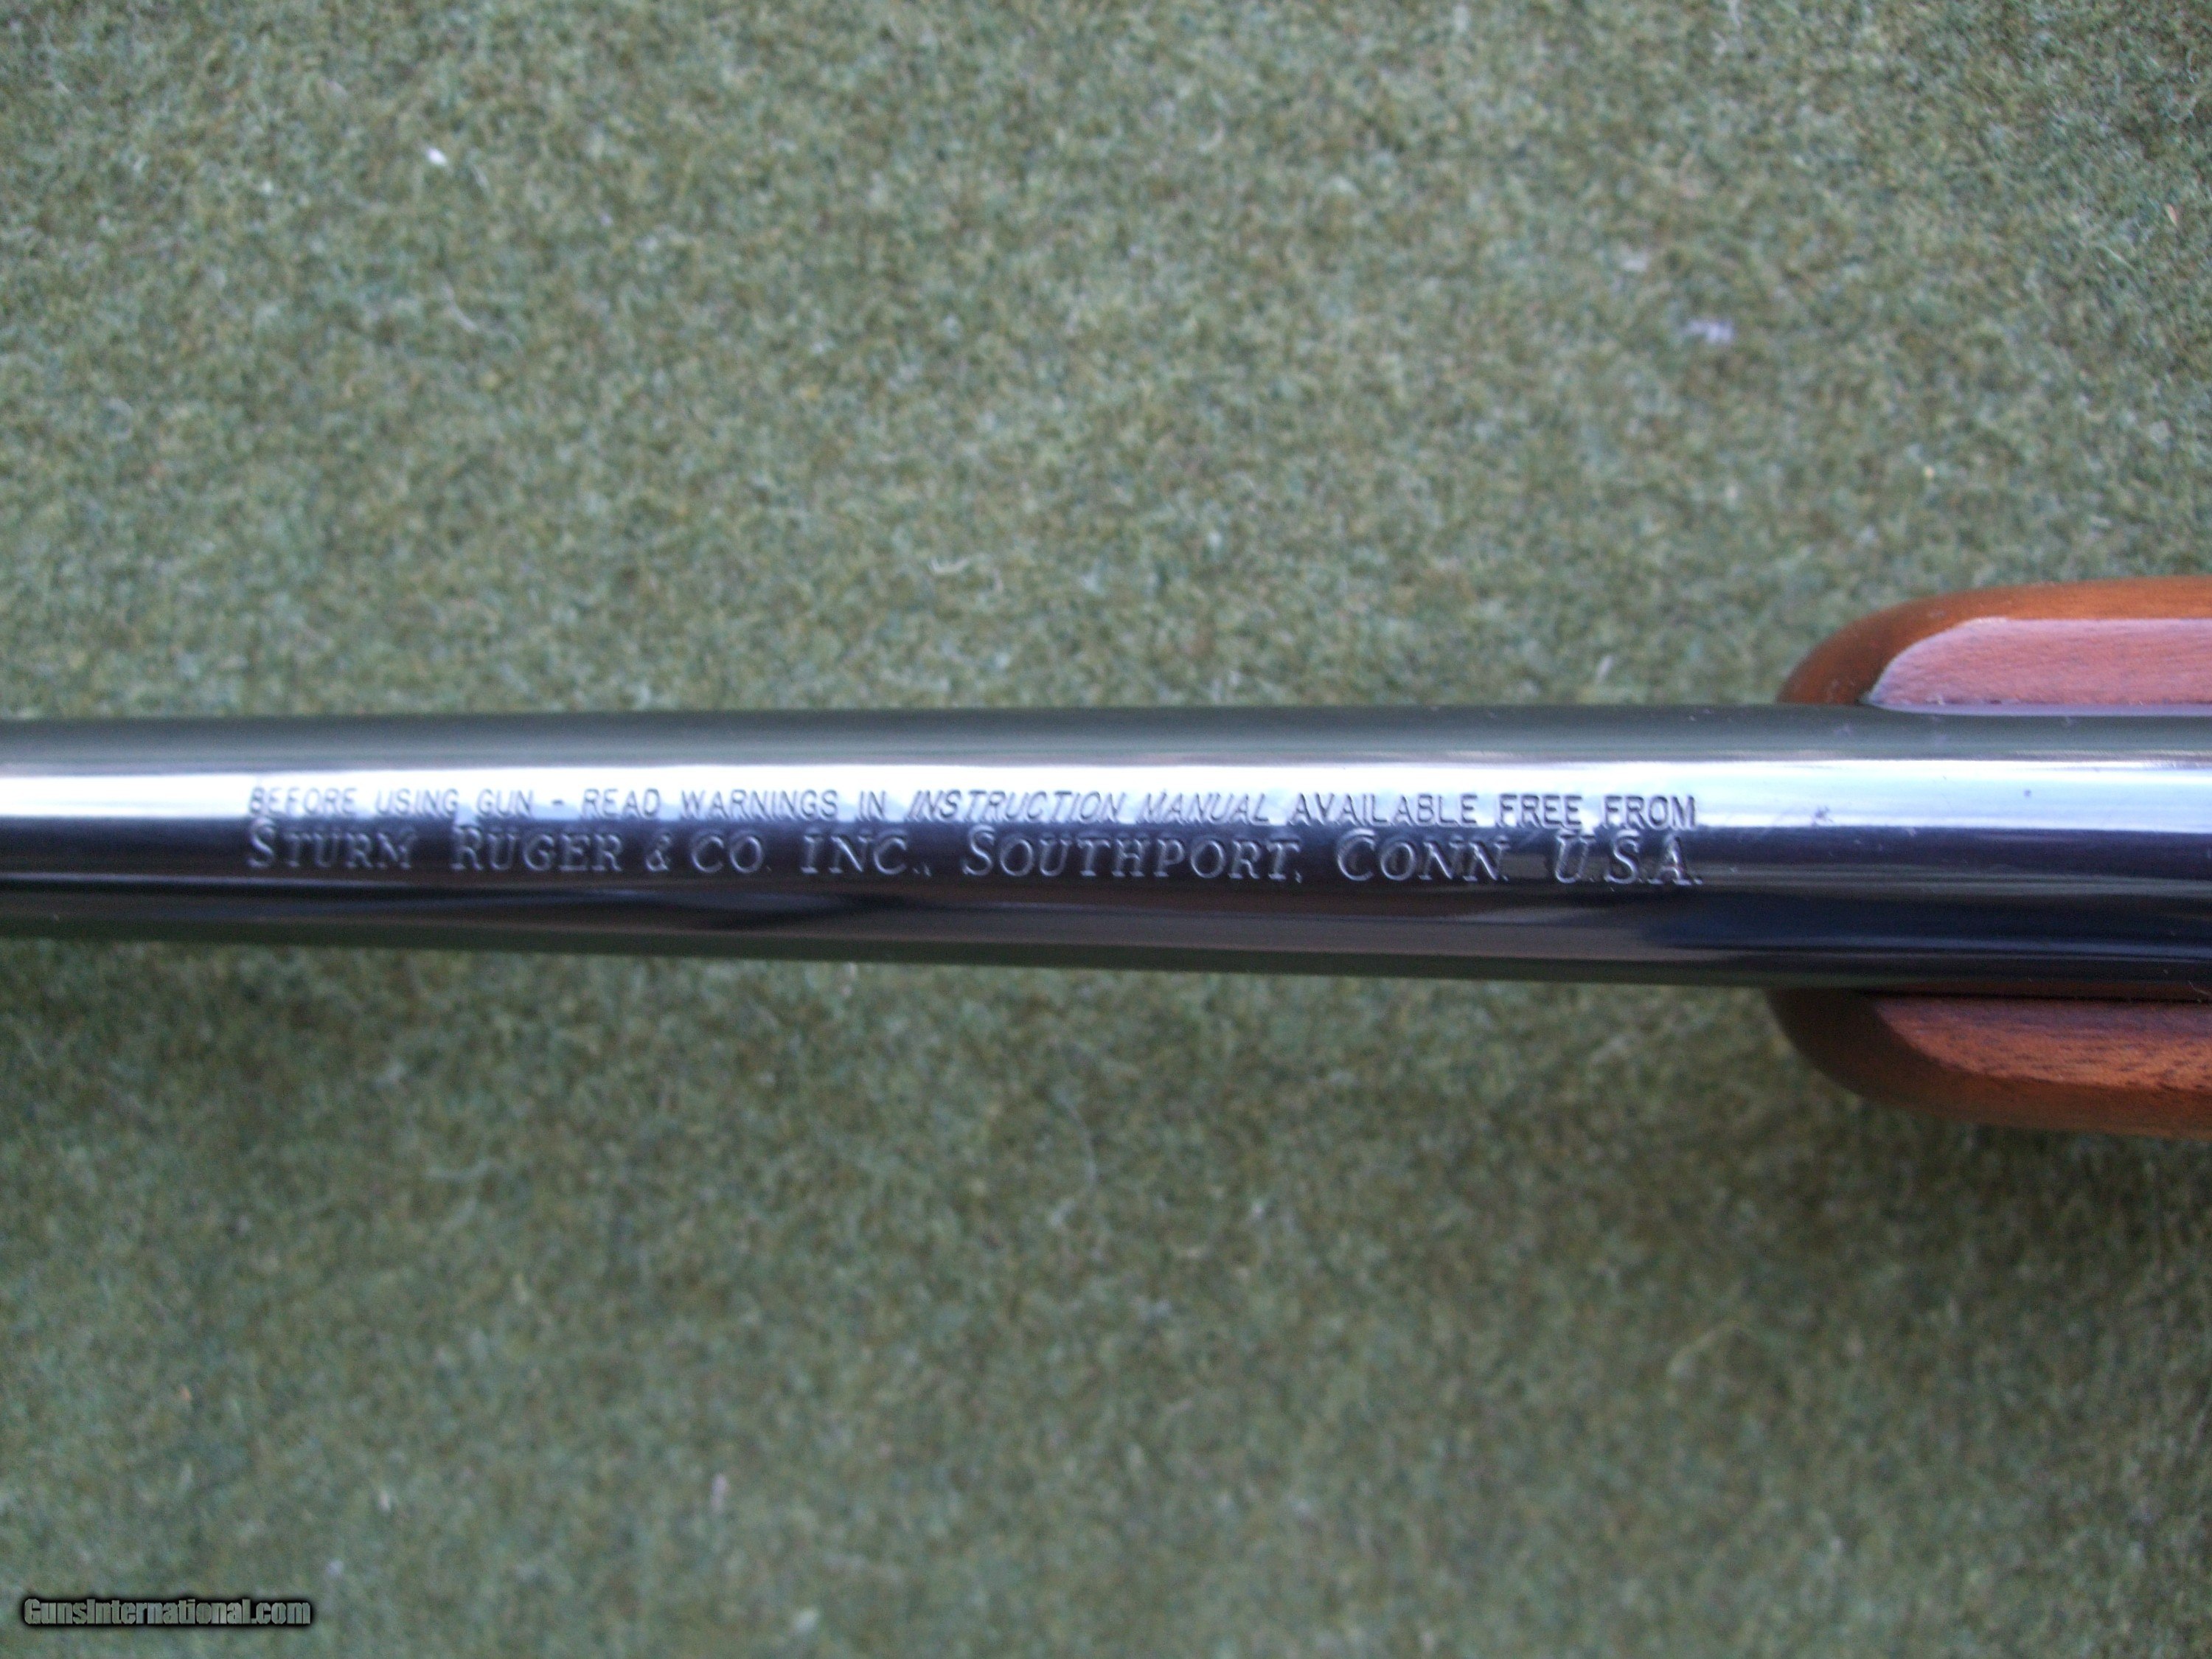 BEFORE USING GUN - READ WARNINGS IN INSTRUCTION MANUAL AVAILABLE FREE FROM
STURM RUGER & CO. INC., SOUTHPORT, CONN. U.S.A.
GunsInternational.com